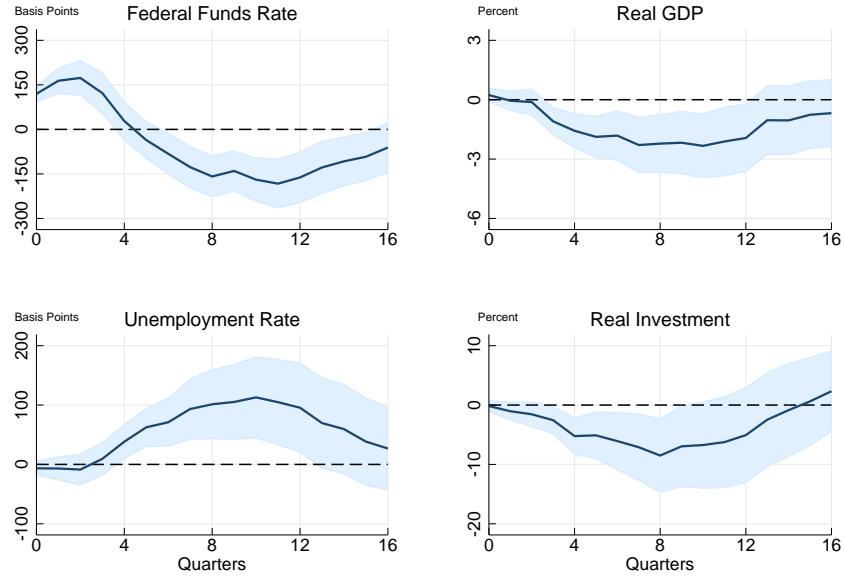 Basis Points
Federal Funds Rate
300
150
0
-150
-300
0 4 8 12 16
Percent
Real GDP
3
0
-3
-6
0 4 8 12 16
Basis Points
Unemployment Rate
200
100
0
-100
0 4 8 12 16
Quarters
Percent
Real Investment
10
0
-10
-20
0 4 8 12 16
Quarters